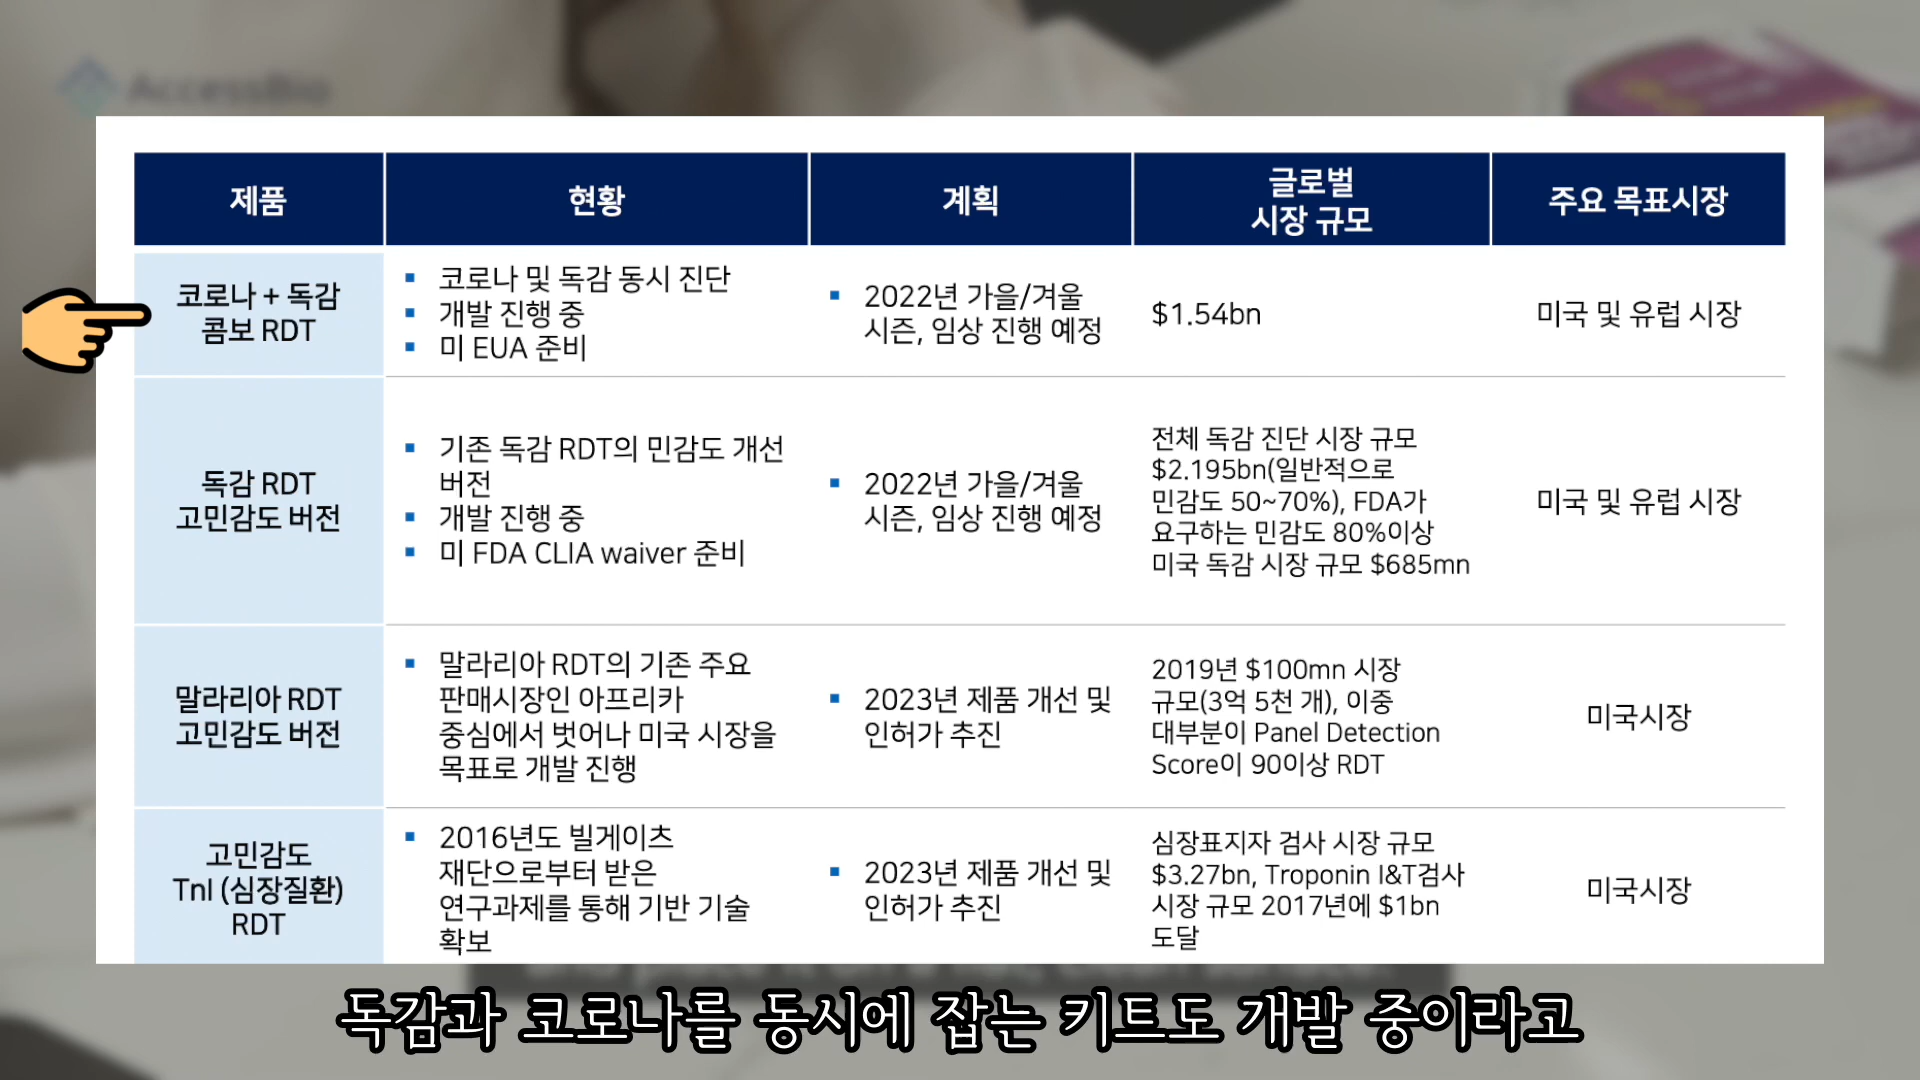 AccessBio
제품
현황
계획
글로벌
시장 규모
주요 목표시장
코로나 + 독감
콤보 RDT
▪ 코로나 및 독감 동시 진단
▪ 개발 진행 중
▪ 미 EUA 준비
▪ 2022년 가을/겨울
시즌, 임상 진행 예정
$1.54bn
미국 및 유럽 시장
독감 RDT
고민감도 버전
▪ 기존 독감 RDT의 민감도 개선
버전
▪ 개발 진행 중
▪ 미 FDA CLIA waiver 준비
▪ 2022년 가을/겨울
시즌, 임상 진행 예정
전체 독감 진단 시장 규모
$2.195bn(일반적으로
민감도 50~70%), FDA가
요구하는 민감도 80%이상
미국 독감 시장 규모 $685mn
미국 및 유럽 시장
말라리아 RDT
고민감도 버전
▪ 말라리아 RDT의 기존 주요
판매시장인 아프리카
중심에서 벗어나 미국 시장을
목표로 개발 진행
▪ 2023년 제품 개선 및
인허가 추진
2019년 $100mn 시장
규모(3억 5천 개), 이중
대부분이 Panel Detection
Score이 90이상 RDT
미국시장
고민감도
TnI (심장질환)
RDT
▪ 2016년도 빌게이츠
재단으로부터 받은
연구과제를 통해 기반 기술
확보
▪ 2023년 제품 개선 및
인허가 추진
심장표지자 검사 시장 규모
$3.27bn, Troponin I&T검사
시장 규모 2017년에 $1bn
도달
미국시장
독감과 코로나를 동시에 잡는 키트도 개발 중이라고